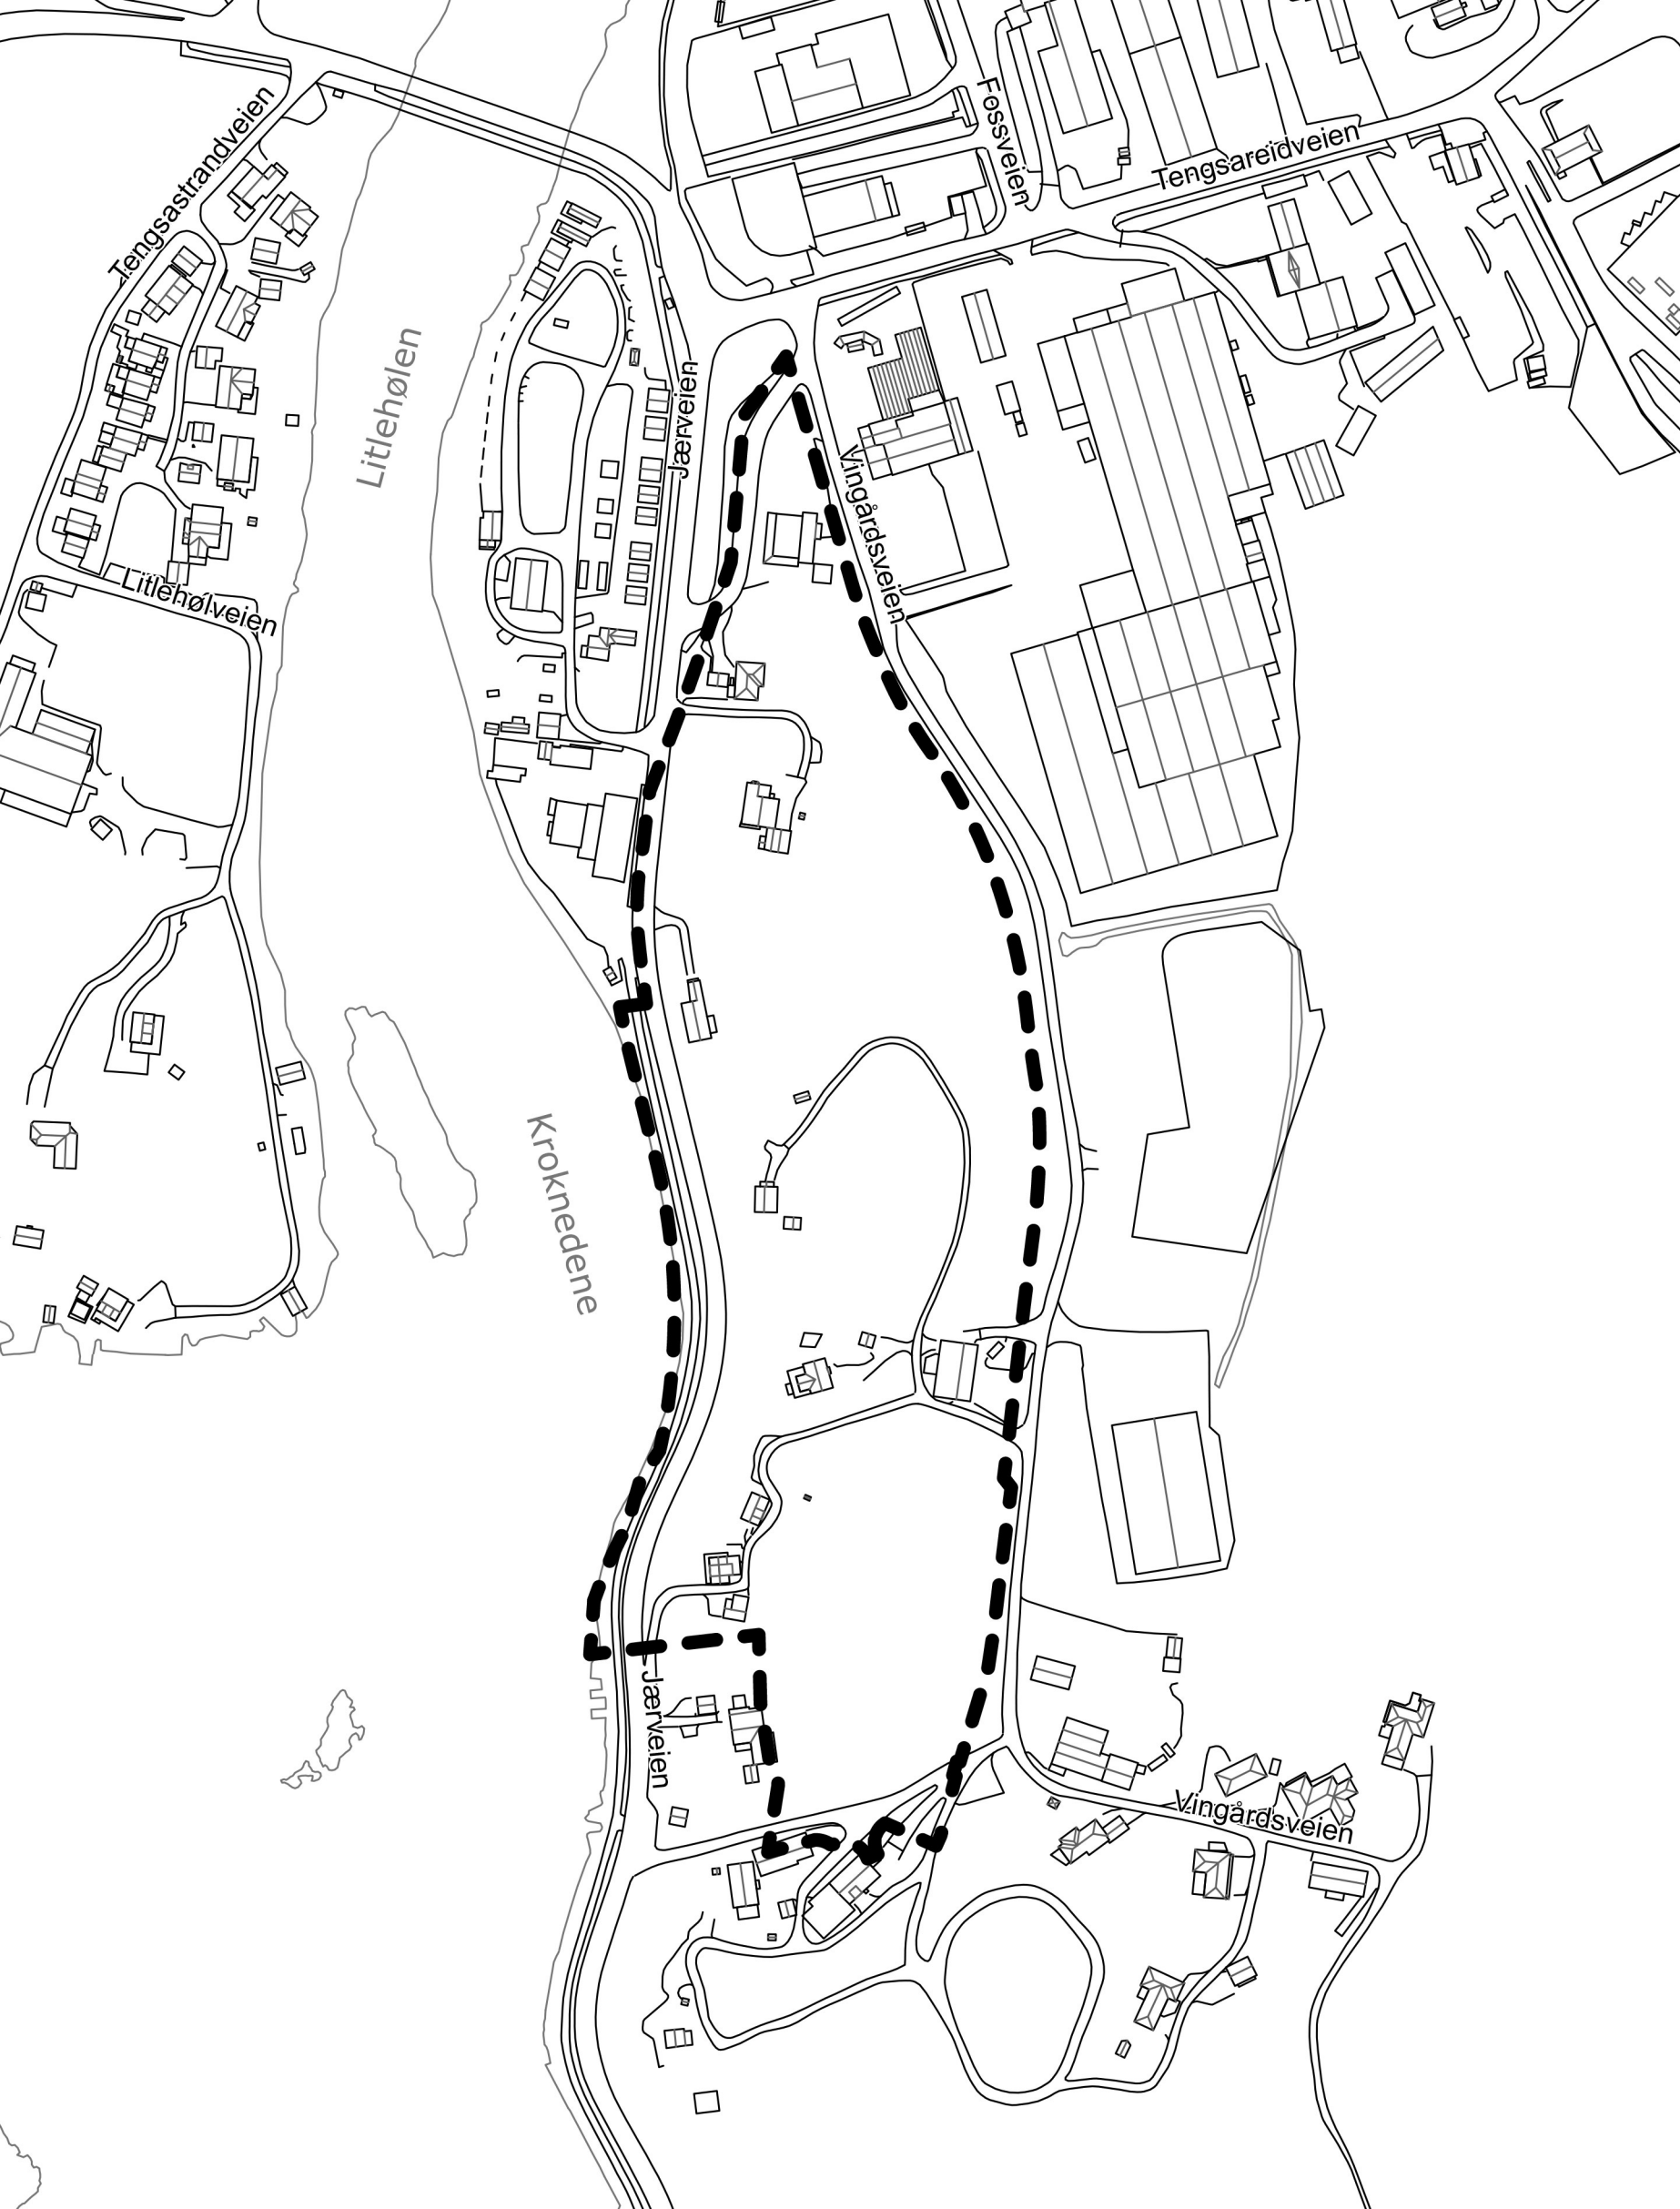 Fossveien
Tengsareidveien
Tengsastrandveien
Litlehølen
Jærveien
Vingårdsveien
Litlehølveien
Kroknedene
Jærveien
Vingårdsveien